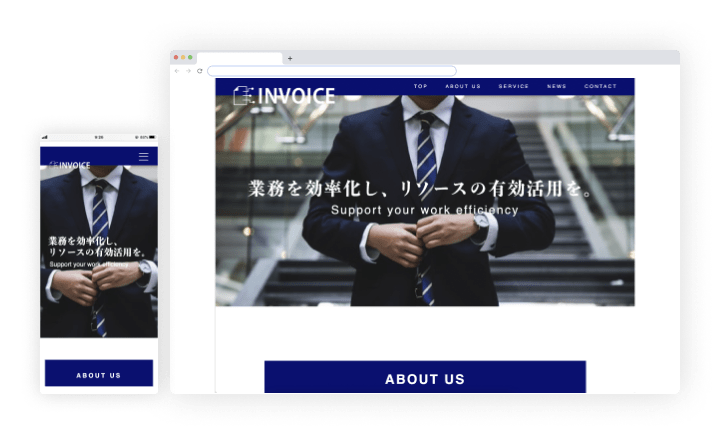 INVOICE
業務を効率化し、
リソースの有効活用を。
Support your work efficiency
ABOUT US
TOP ABOUT US SERVICE NEWS CONTACT
INVOICE
業務を効率化し、リソースの有効活用を。
Support your work efficiency
ABOUT US